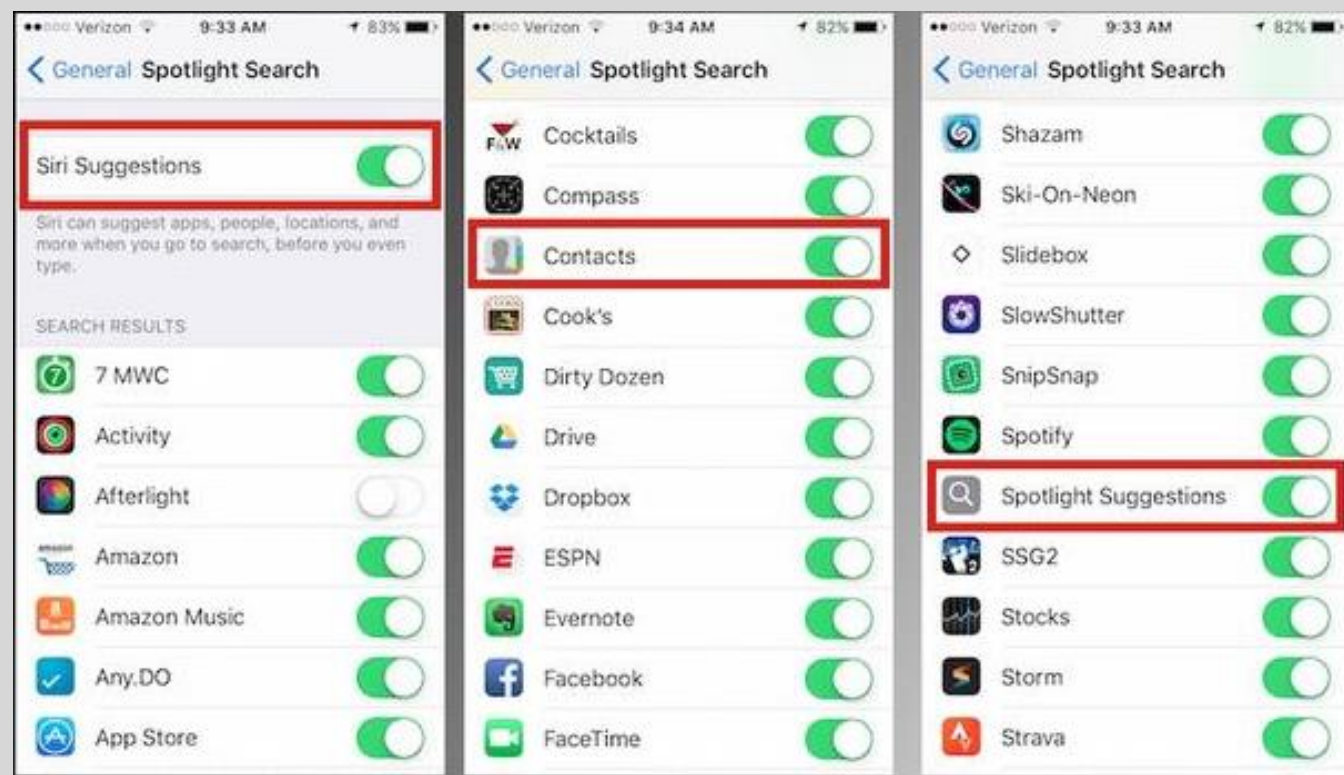 Verizon 9:33 AM 83%
General Spotlight Search
Siri Suggestions
Siri can suggest apps, people, locations, and
more when you go to search, before you even
type.
SEARCH RESULTS
7 7 MWC
Activity
Afterlight
amazon Amazon
Amazon Music
Any.DO
App Store
Verizon 9:34 AM 82%
General Spotlight Search
F&W Cocktails
Compass
Contacts
Cook's
Dirty Dozen
Drive
Dropbox
ESPN
Evernote
Facebook
FaceTime
Verizon 9:33 AM 82%
General Spotlight Search
Shazam
Ski-On-Neon
Slidebox
SlowShutter
SnipSnap
Spotify
Spotlight Suggestions
2 SSG2
Stocks
Storm
Strava